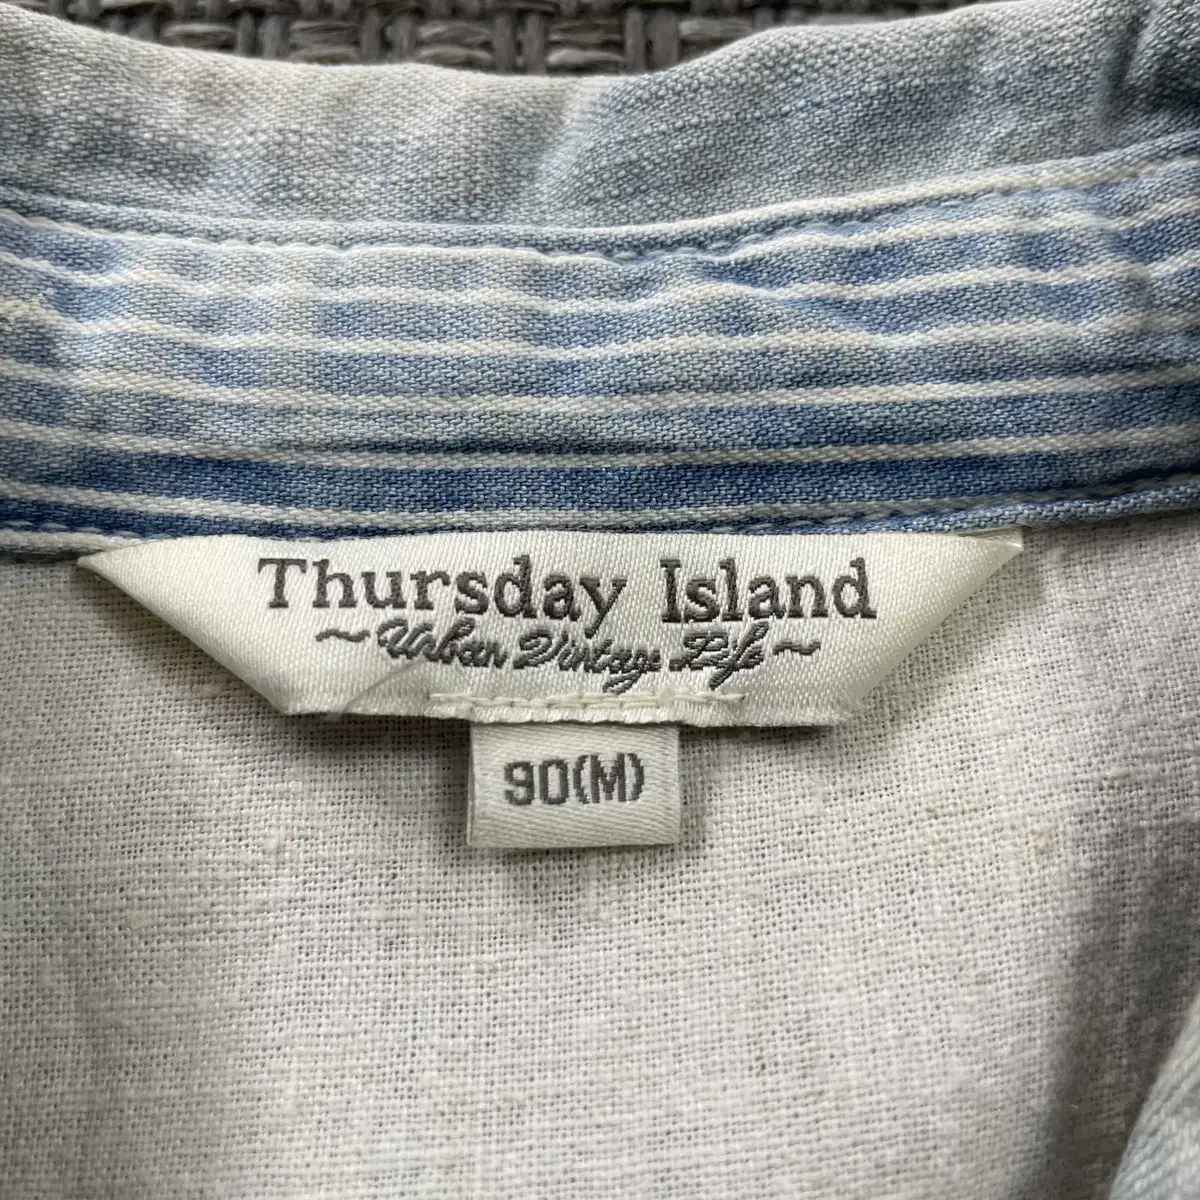 Thursday Island
~Urban Vintage Life~
90(M)